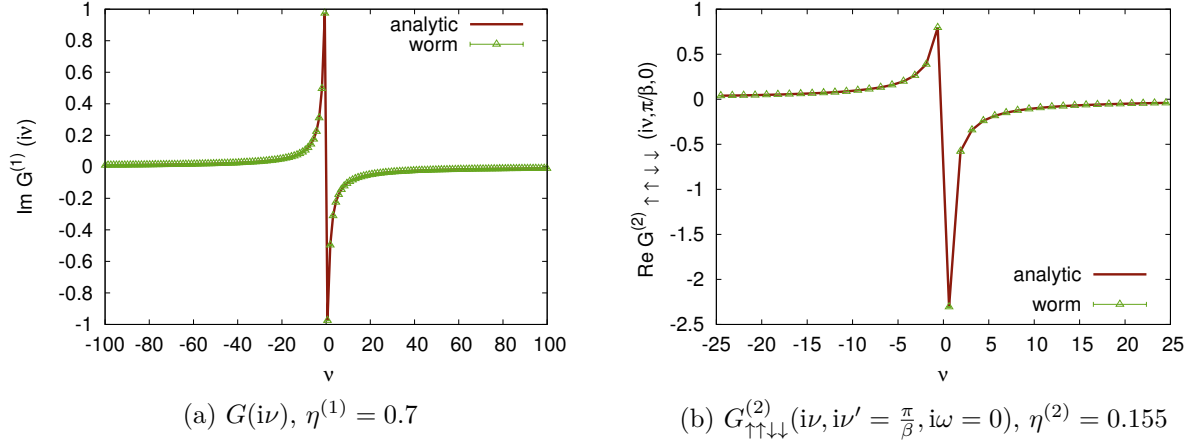 1
0.8
0.6
0.4
0.2
0
-0.2
-0.4
-0.6
-0.8
-1
Im G(1) (iν)
analytic
worm
-100 -80 -60 -40 -20 0 20 40 60 80 100
ν
(a) G(iν), η(1) = 0.7
1
0.5
0
-0.5
-1
-1.5
-2
-2.5
Re G(2) ↑ ↑ ↓ ↓ (iν,π/β,0)
analytic
worm
-25 -20 -15 -10 -5 0 5 10 15 20 25
ν
(b) G(2)↑↑↓↓(iν, iν′ = π/β, iω = 0), η(2) = 0.155